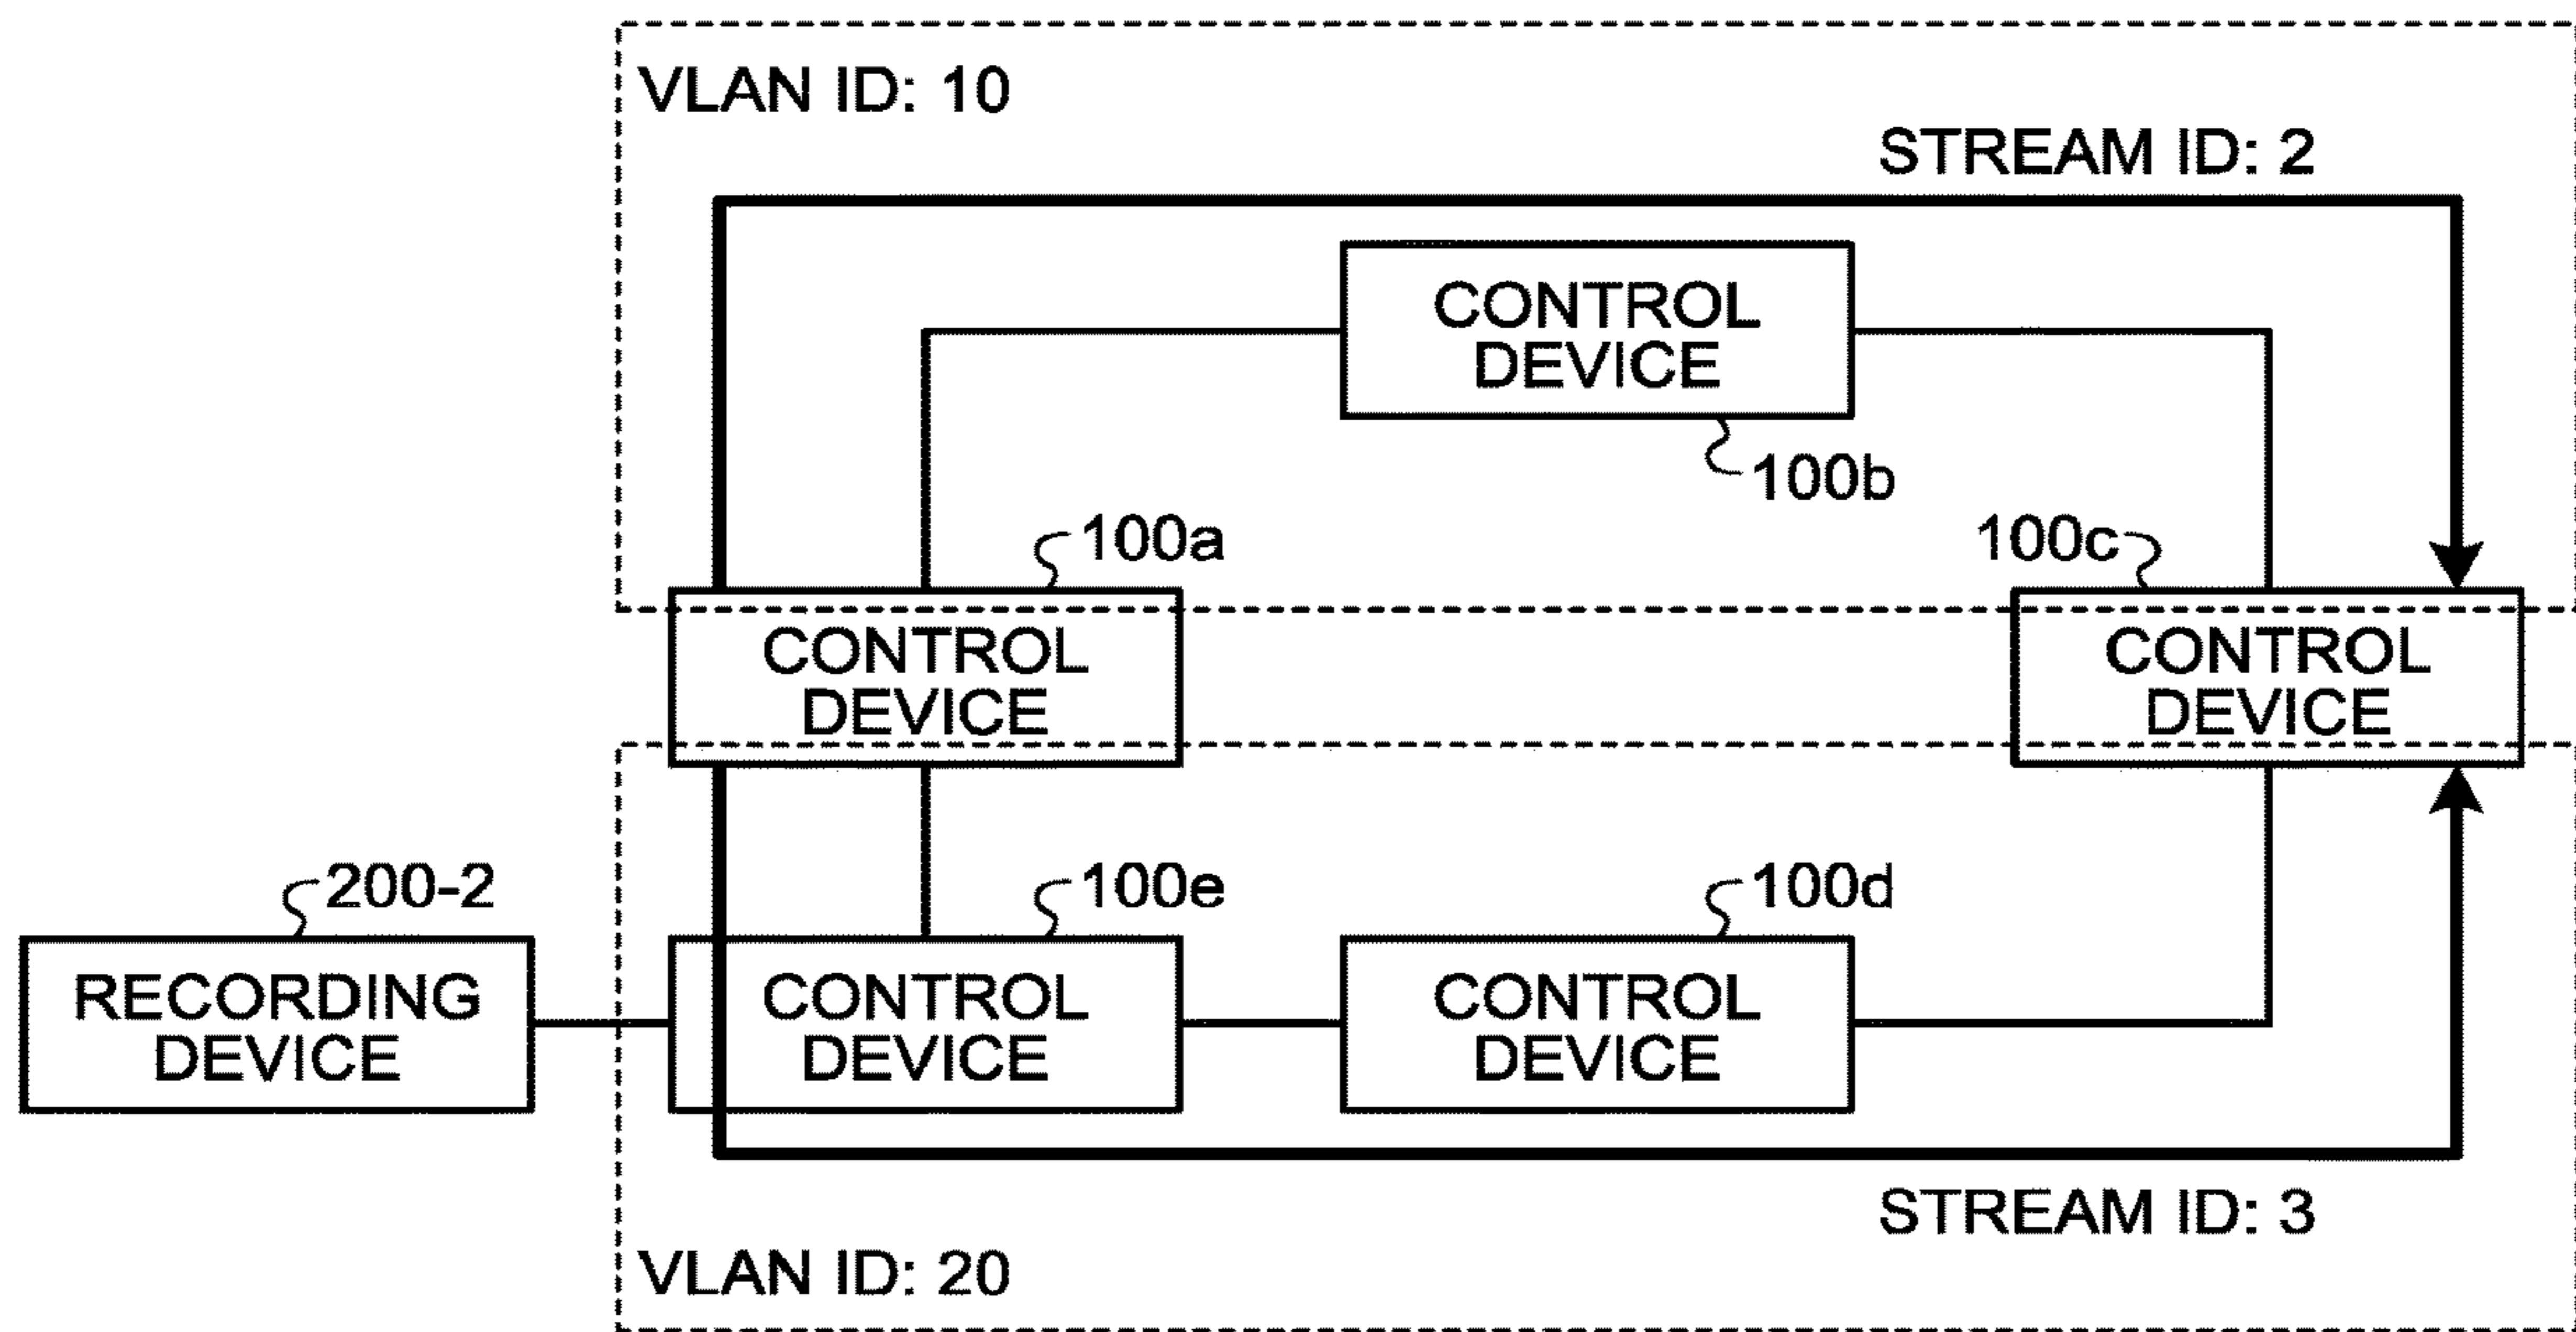 VLAN ID: 10
STREAM ID: 2
CONTROL
DEVICE
100b
100a
100c
CONTROL
DEVICE
CONTROL
DEVICE
200-2
100e
100d
RECORDING
DEVICE
CONTROL
DEVICE
CONTROL
DEVICE
STREAM ID: 3
VLAN ID: 20